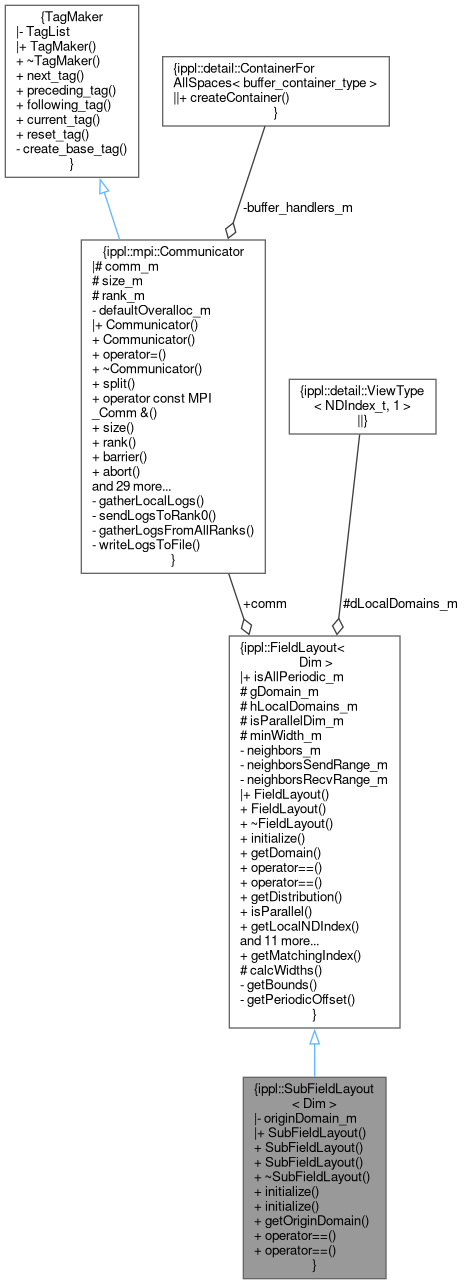 {TagMaker
|- TagList
|+ TagMaker()
+ ~TagMaker()
+ next_tag()
+ preceding_tag()
+ following_tag()
+ current_tag()
+ reset_tag()
- create_base_tag()
}
{ippl::detail::ContainerFor
AllSpaces< buffer_container_type >
||+ createContainer()
}
-buffer_handlers_m
{ippl::mpi::Communicator
|# comm_m
# size_m
# rank_m
- defaultOveralloc_m
|+ Communicator()
+ Communicator()
+ operator=()
+ ~Communicator()
+ split()
+ operator const MPI
_Comm &()
+ size()
+ rank()
+ barrier()
+ abort()
and 29 more...
- gatherLocalLogs()
- sendLogsToRank0()
- gatherLogsFromAllRanks()
- writeLogsToFile()
}
{ippl::detail::ViewType
< NDIndex_t, 1 >
||}
+comm
#dLocalDomains_m
{ippl::FieldLayout<
Dim >
|+ isAllPeriodic_m
# gDomain_m
# hLocalDomains_m
# isParallelDim_m
# minWidth_m
- neighbors_m
- neighborsSendRange_m
- neighborsRecvRange_m
|+ FieldLayout()
+ FieldLayout()
+ ~FieldLayout()
+ initialize()
+ getDomain()
+ operator==()
+ operator==()
+ getDistribution()
+ isParallel()
+ getLocalNDIndex()
and 11 more...
+ getMatchingIndex()
# calcWidths()
- getBounds()
- getPeriodicOffset()
}
{ippl::SubFieldLayout
< Dim >
|- originDomain_m
|+ SubFieldLayout()
+ SubFieldLayout()
+ SubFieldLayout()
+ ~SubFieldLayout()
+ initialize()
+ initialize()
+ getOriginDomain()
+ operator==()
+ operator==()
}